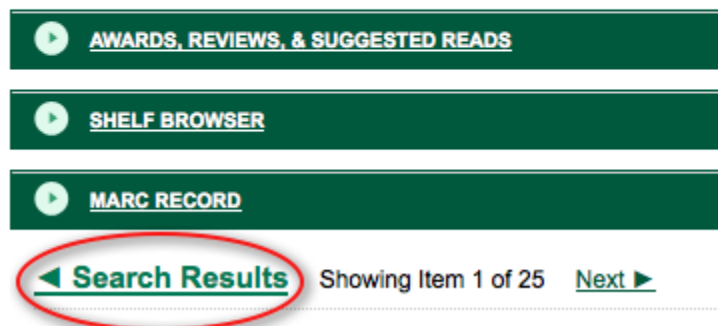 AWARDS, REVIEWS, & SUGGESTED READS
SHELF BROWSER
MARC RECORD
◄ Search Results Showing Item 1 of 25 Next ►